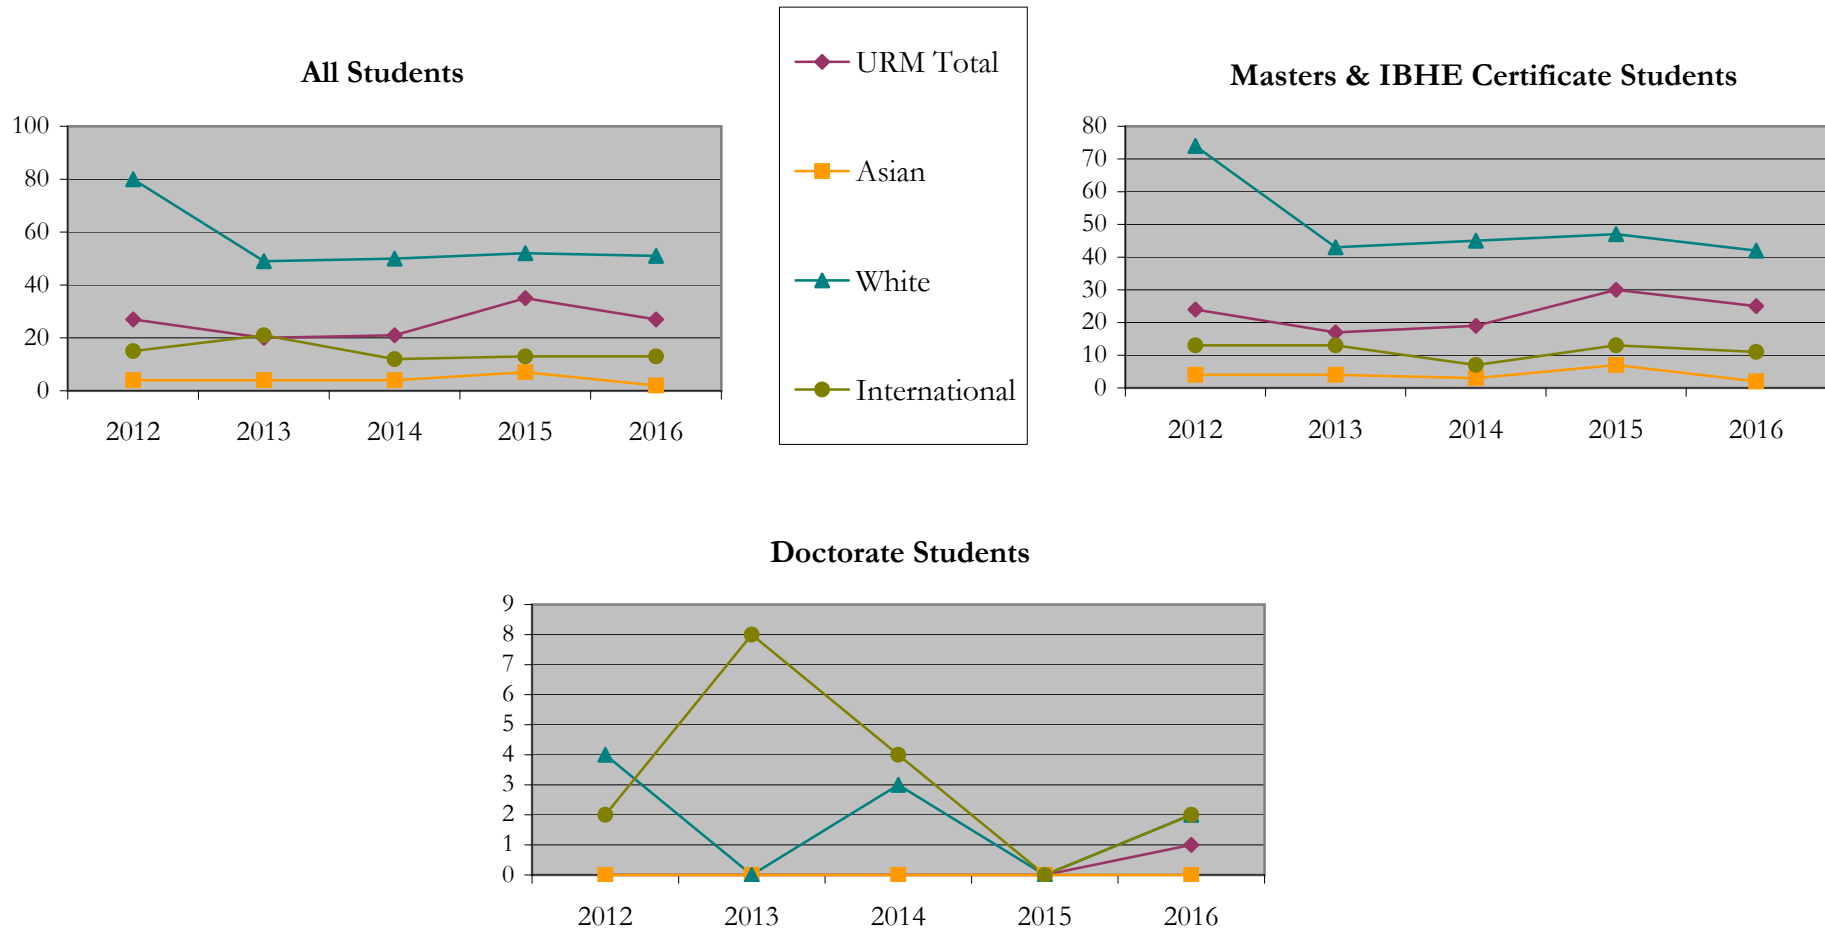 All Students
100
80
60
40
20
0
2012 2013 2014 2015 2016
URM Total
Asian
White
International
Masters & IBHE Certificate Students
80
70
60
50
40
30
20
10
0
2012 2013 2014 2015 2016
Doctorate Students
9
8
7
6
5
4
3
2
1
0
2012 2013 2014 2015 2016